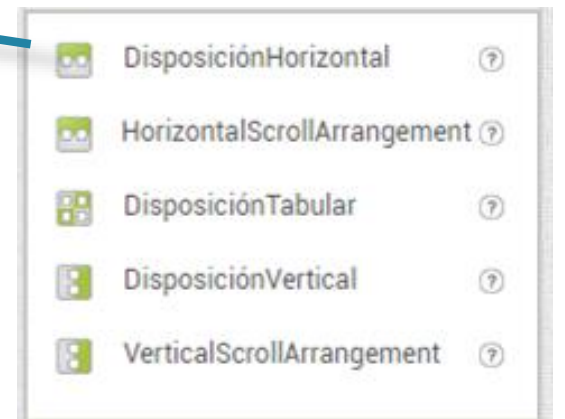 DisposiciónHorizontal ?
HorizontalScrollArrangement ?
DisposiciónTabular ?
DisposiciónVertical ?
VerticalScrollArrangement ?